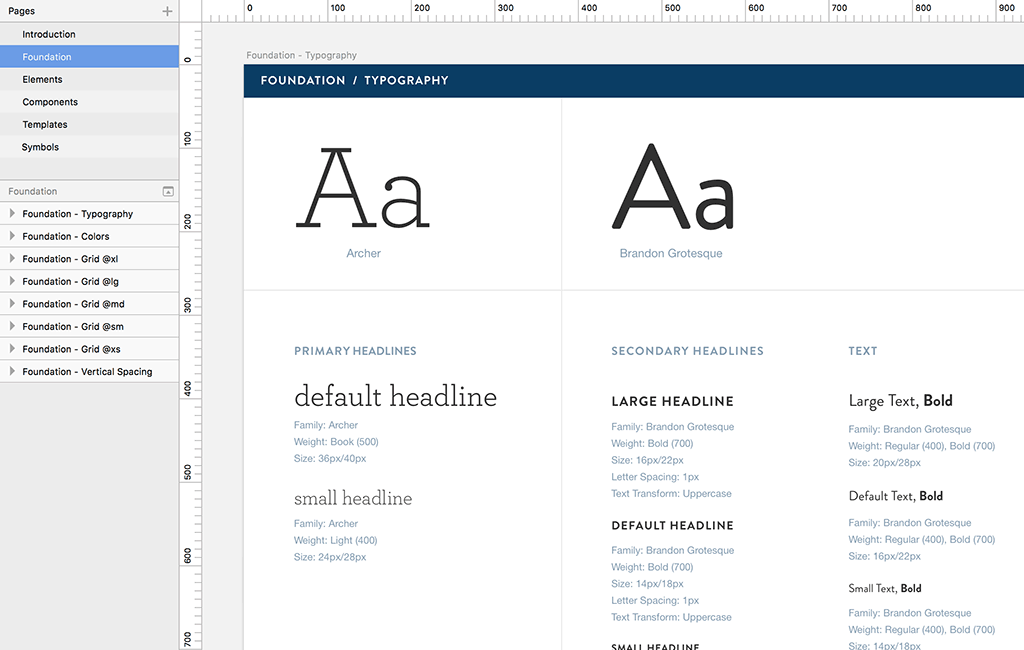 Pages
Introduction
Foundation
Elements
Components
Templates
Symbols
Foundation
Foundation - Typography
Foundation - Colors
Foundation - Grid @xl
Foundation - Grid @lg
Foundation - Grid @md
Foundation - Grid @sm
Foundation - Grid @xs
Foundation - Vertical Spacing
0 100 200 300 400 500 600 700 800 900
0
100
200
300
400
500
600
700
Foundation - Typography
FOUNDATION / TYPOGRAPHY
Aa
Archer
Aa
Brandon Grotesque
PRIMARY HEADLINES
default headline
Family: Archer
Weight: Book (500)
Size: 36px/40px
small headline
Family: Archer
Weight: Light (400)
Size: 24px/28px
SECONDARY HEADLINES
LARGE HEADLINE
Family: Brandon Grotesque
Weight: Bold (700)
Size: 16px/22px
Letter Spacing: 1px
Text Transform: Uppercase
DEFAULT HEADLINE
Family: Brandon Grotesque
Weight: Bold (700)
Size: 14px/18px
Letter Spacing: 1px
Text Transform: Uppercase
SMALL HEADLINE
TEXT
Large Text, Bold
Family: Brandon Grotesque
Weight: Regular (400), Bold (700)
Size: 20px/28px
Default Text, Bold
Family: Brandon Grotesque
Weight: Regular (400), Bold (700)
Size: 16px/22px
Small Text, Bold
Family: Brandon Grotesque
Weight: Regular (400), Bold (700)
Size: 14px/18px